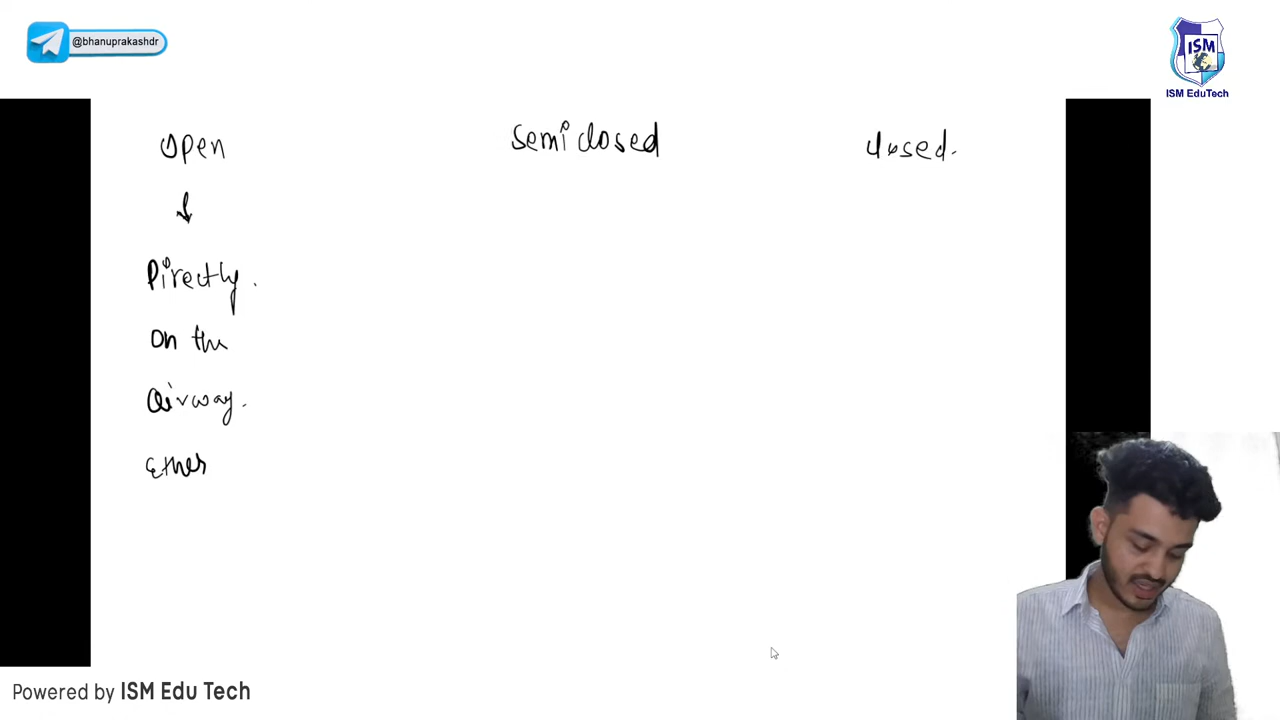 @bhanuprakashdr
ISM
ISM EduTech
Open
Semiclosed
closed.
Directly.
On the
Airway.
Ether
Powered by ISM Edu Tech